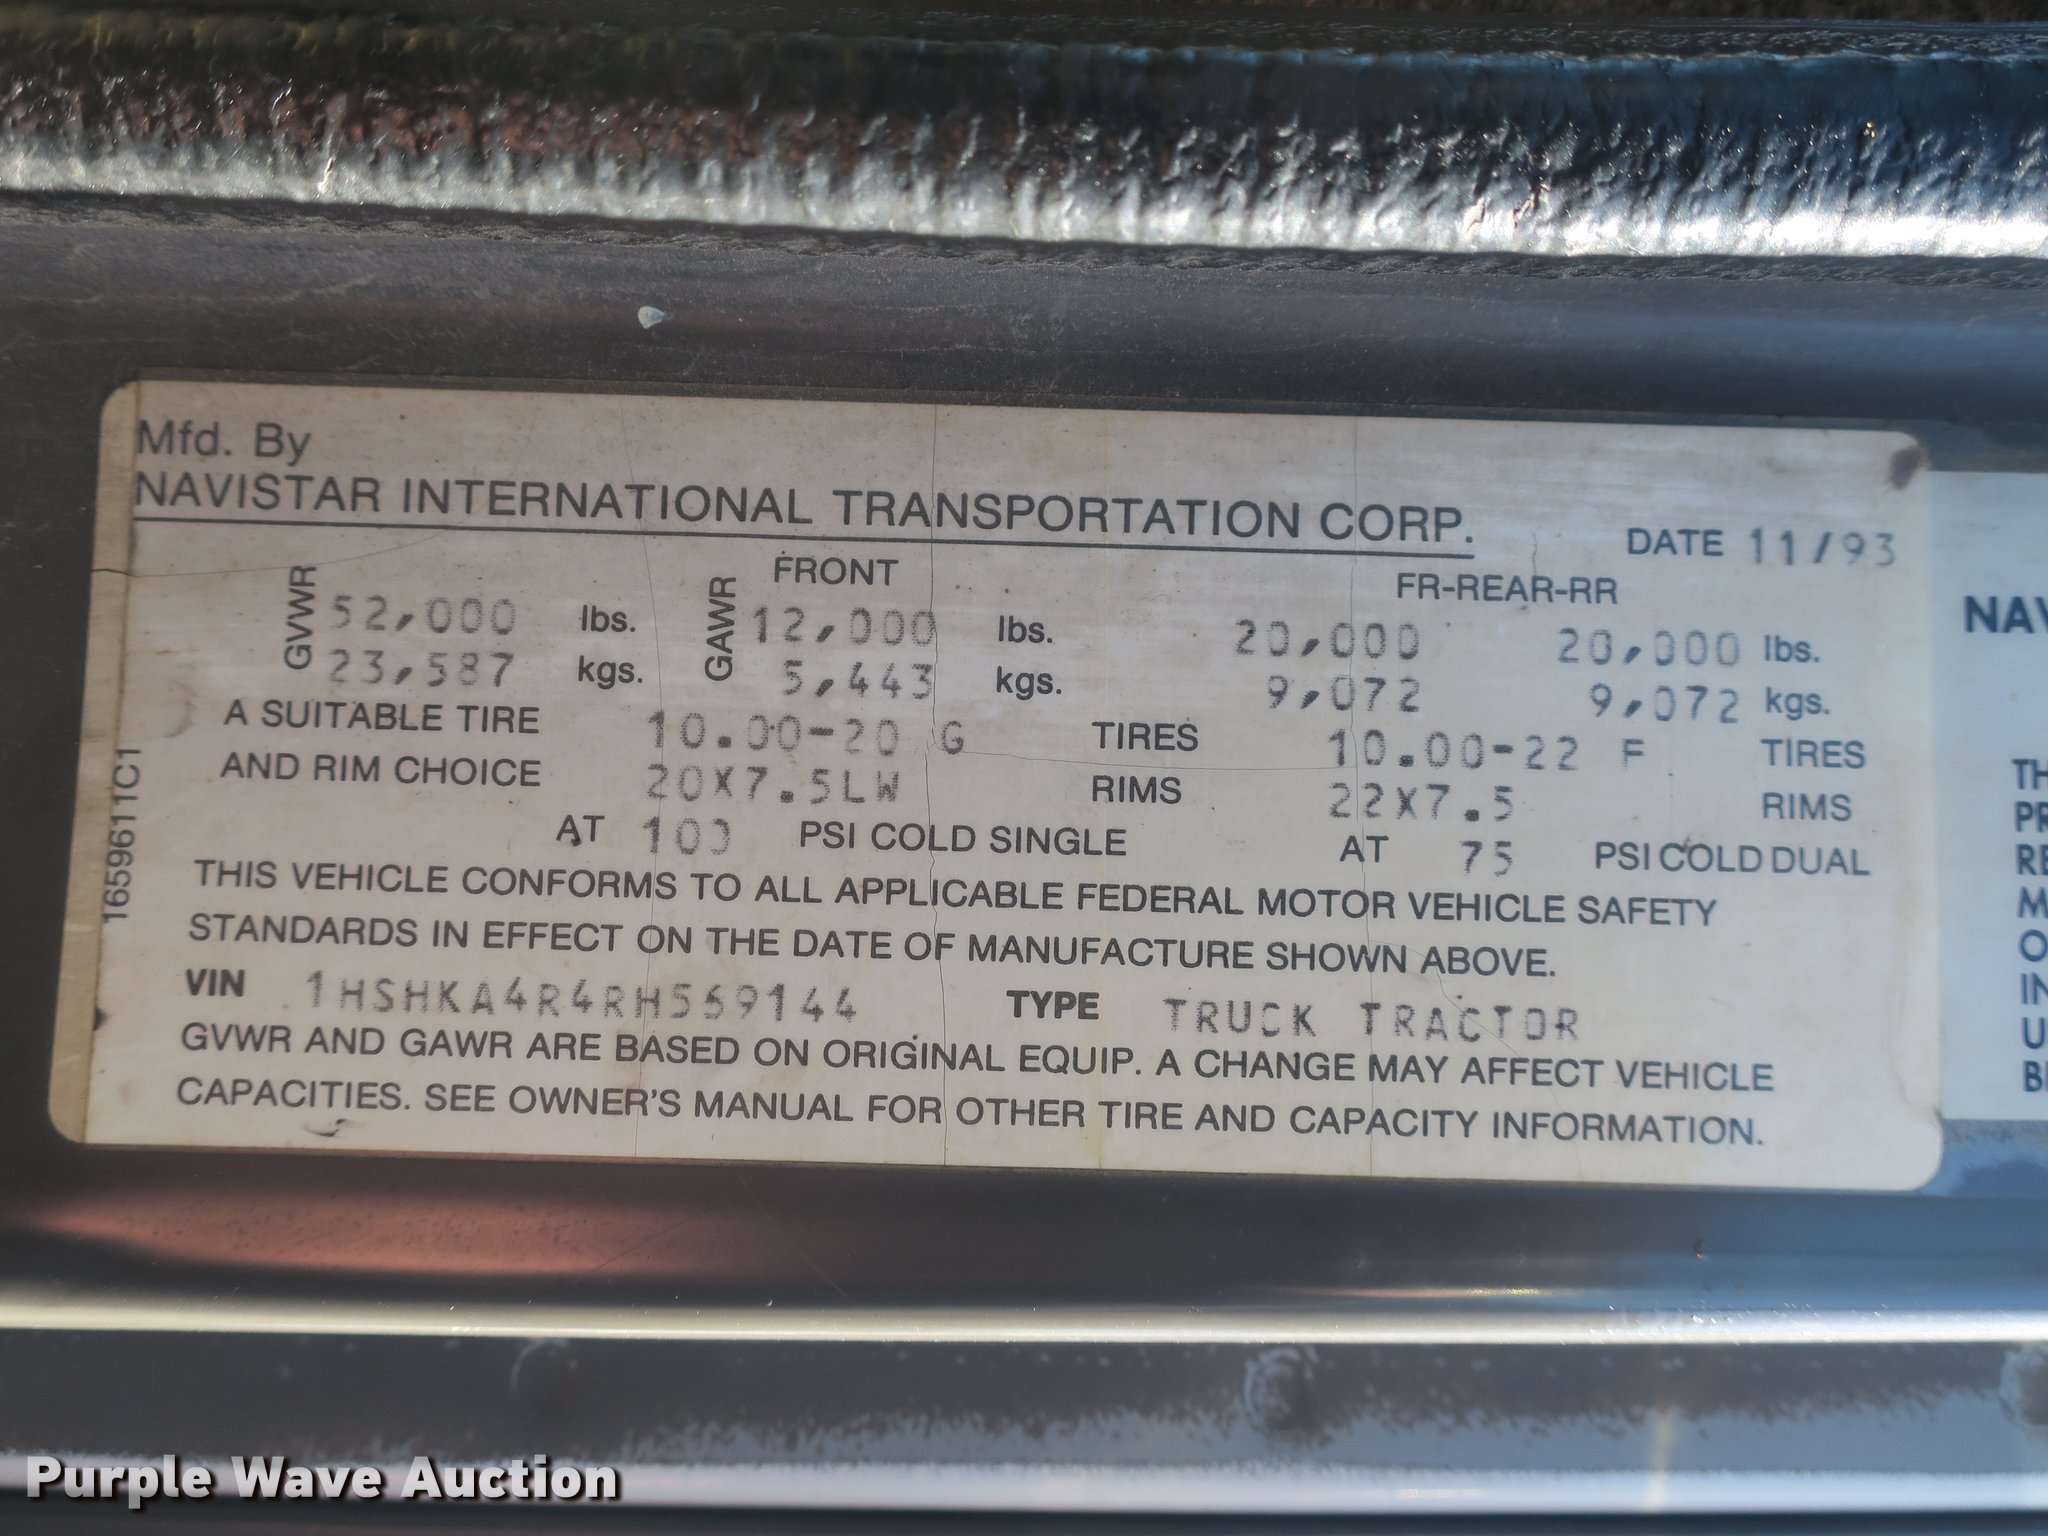 Mfd. By
NAVISTAR INTERNATIONAL TRANSPORTATION CORP.
DATE 11/93
FRONT FR-REAR-RR
GVWR 52,000 lbs. GAWR 12,000 lbs. 20,000 20,000 lbs.
23,587 kgs. 5,443 kgs. 9,072 9,072 kgs.
A SUITABLE TIRE 10.00-20 G TIRES 10.00-22 F TIRES
AND RIM CHOICE 20X7.5LW RIMS 22X7.5 RIMS
AT 100 PSI COLD SINGLE AT 75 PSI COLD DUAL
THIS VEHICLE CONFORMS TO ALL APPLICABLE FEDERAL MOTOR VEHICLE SAFETY
STANDARDS IN EFFECT ON THE DATE OF MANUFACTURE SHOWN ABOVE.
VIN 1HSHKA4R4RH569144 TYPE TRUCK TRACTOR
GVWR AND GAWR ARE BASED ON ORIGINAL EQUIP. A CHANGE MAY AFFECT VEHICLE
CAPACITIES. SEE OWNER'S MANUAL FOR OTHER TIRE AND CAPACITY INFORMATION.
1659611C1
NAV
TH
PR
RE
M
O
IN
U
Purple Wave Auction